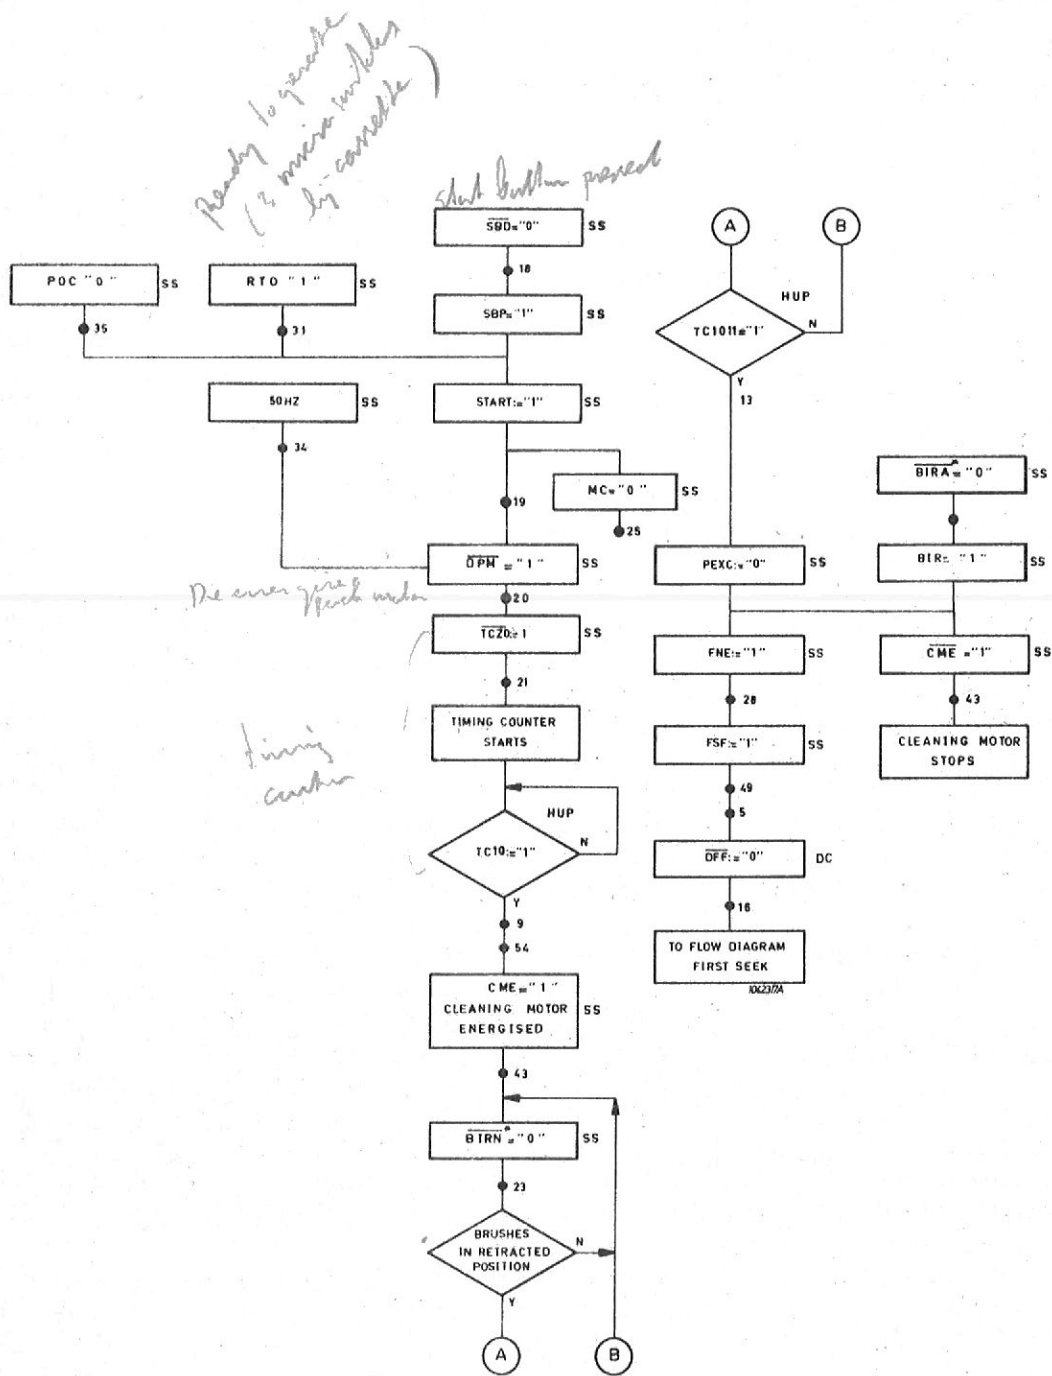 Ready to operate
(2 micro switches
by cassette)
start button pressed
SBD="0" SS
18
POC "0" SS
RTO "1" SS
SBP="1" SS
35
31
50HZ SS
START:="1" SS
34
MC="0" SS
19
25
OPM = "1" SS
20
TCZ0:=1 SS
21
TIMING COUNTER
STARTS
timing
counter
HUP
TC10:="1"
N
Y
9
54
CME="1"
CLEANING MOTOR SS
ENERGISED
43
BIRN*="0" SS
23
BRUSHES
IN RETRACTED
POSITION
N
Y
A
B
A
B
HUP
TC1011="1"
N
Y
13
BIRA*="0" SS
PEXC:="0" SS
BIR= "1" SS
FNE:="1" SS
CME ="1" SS
28
43
FSF:="1" SS
CLEANING MOTOR
STOPS
49
5
OFF:="0" DC
16
TO FLOW DIAGRAM
FIRST SEEK